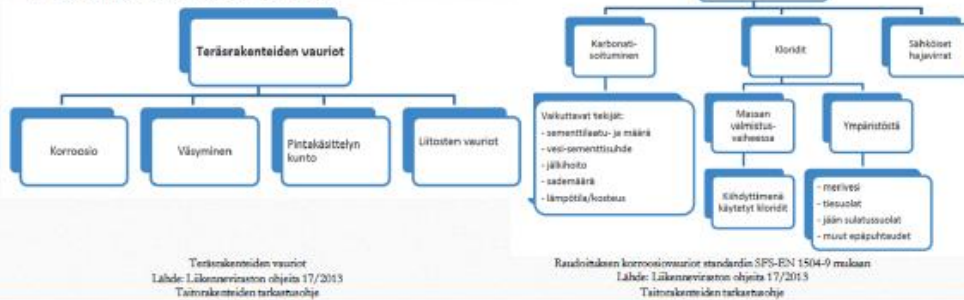 Teräsrakenteiden vauriot
Korroosio
Väsyminen
Pintakäsittelyn
kunto
Liitosten vauriot
Teräsrakenteiden vauriot
Lähde: Liikenneviraston ohjeita 17/2013
Taitorakenteiden tarkastusohje
Karbonati-
soituminen
Kloridit
Sähköiset
hajavirrat
Vaikuttavat tekijät:
- sementtilaatu- ja määrä
- vesi-sementtisuhde
- jälkihoito
- sademäärä
- lämpötila/kosteus
Massan
valmistus-
vaiheessa
Ympäristöstä
Kiihdyttimenä
käytetyt kloridit
- merivesi
- tiesuolat
- jään sulatussuolat
- muut epäpuhtaudet
Raudoituksen korroosiovauriot standardin SFS-EN 1504-9 mukaan
Lähde: Liikenneviraston ohjeita 17/2013
Taitorakenteiden tarkastusohje